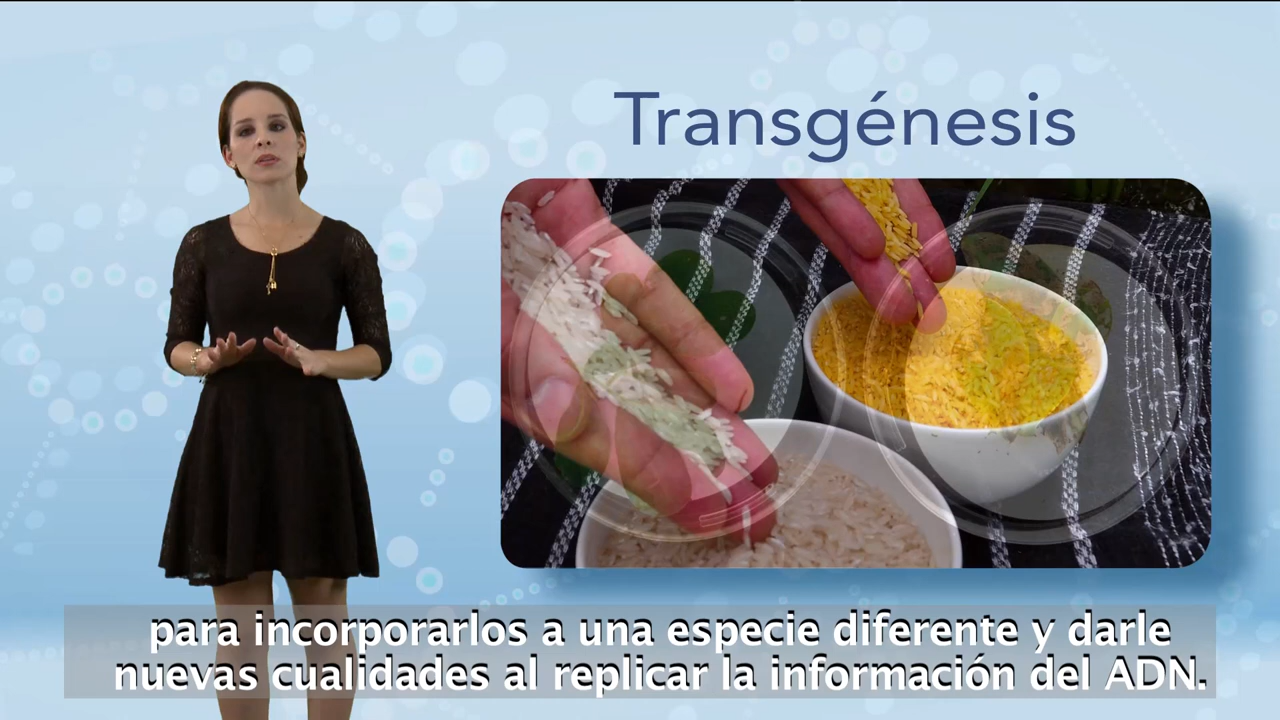 Transgénesis
para incorporarlos a una especie diferente y darle
nuevas cualidades al replicar la información del ADN.